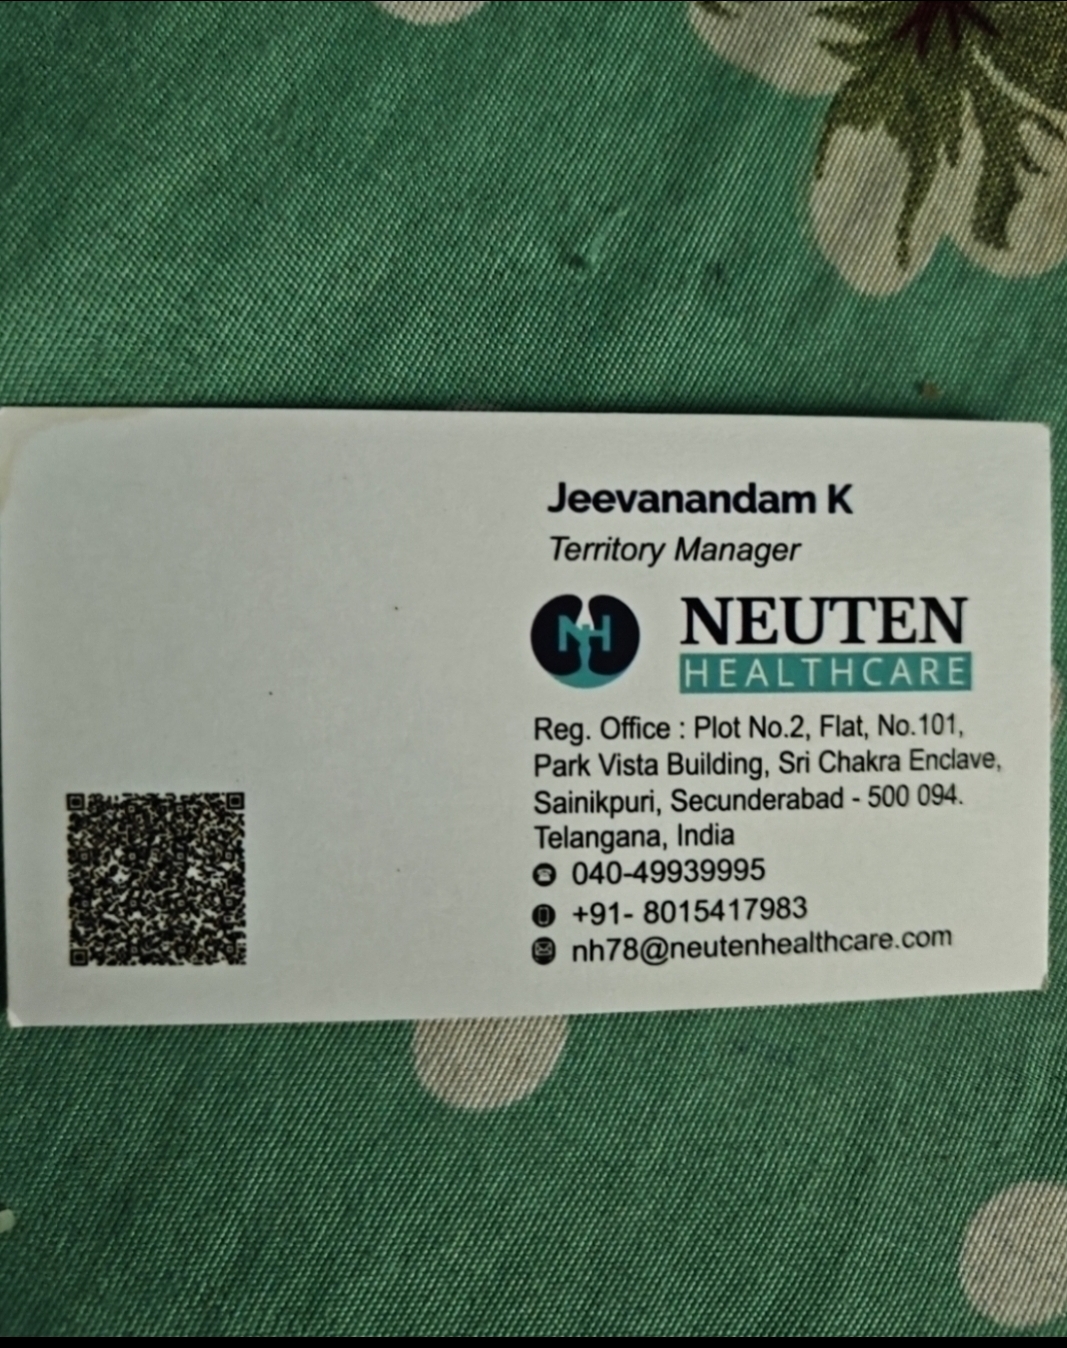 Jeevanandam K
Territory Manager
NH
NEUTEN
HEALTHCARE
Reg. Office : Plot No.2, Flat, No.101,
Park Vista Building, Sri Chakra Enclave,
Sainikpuri, Secunderabad - 500 094.
Telangana, India
040-49939995
+91- 8015417983
nh78@neutenhealthcare.com